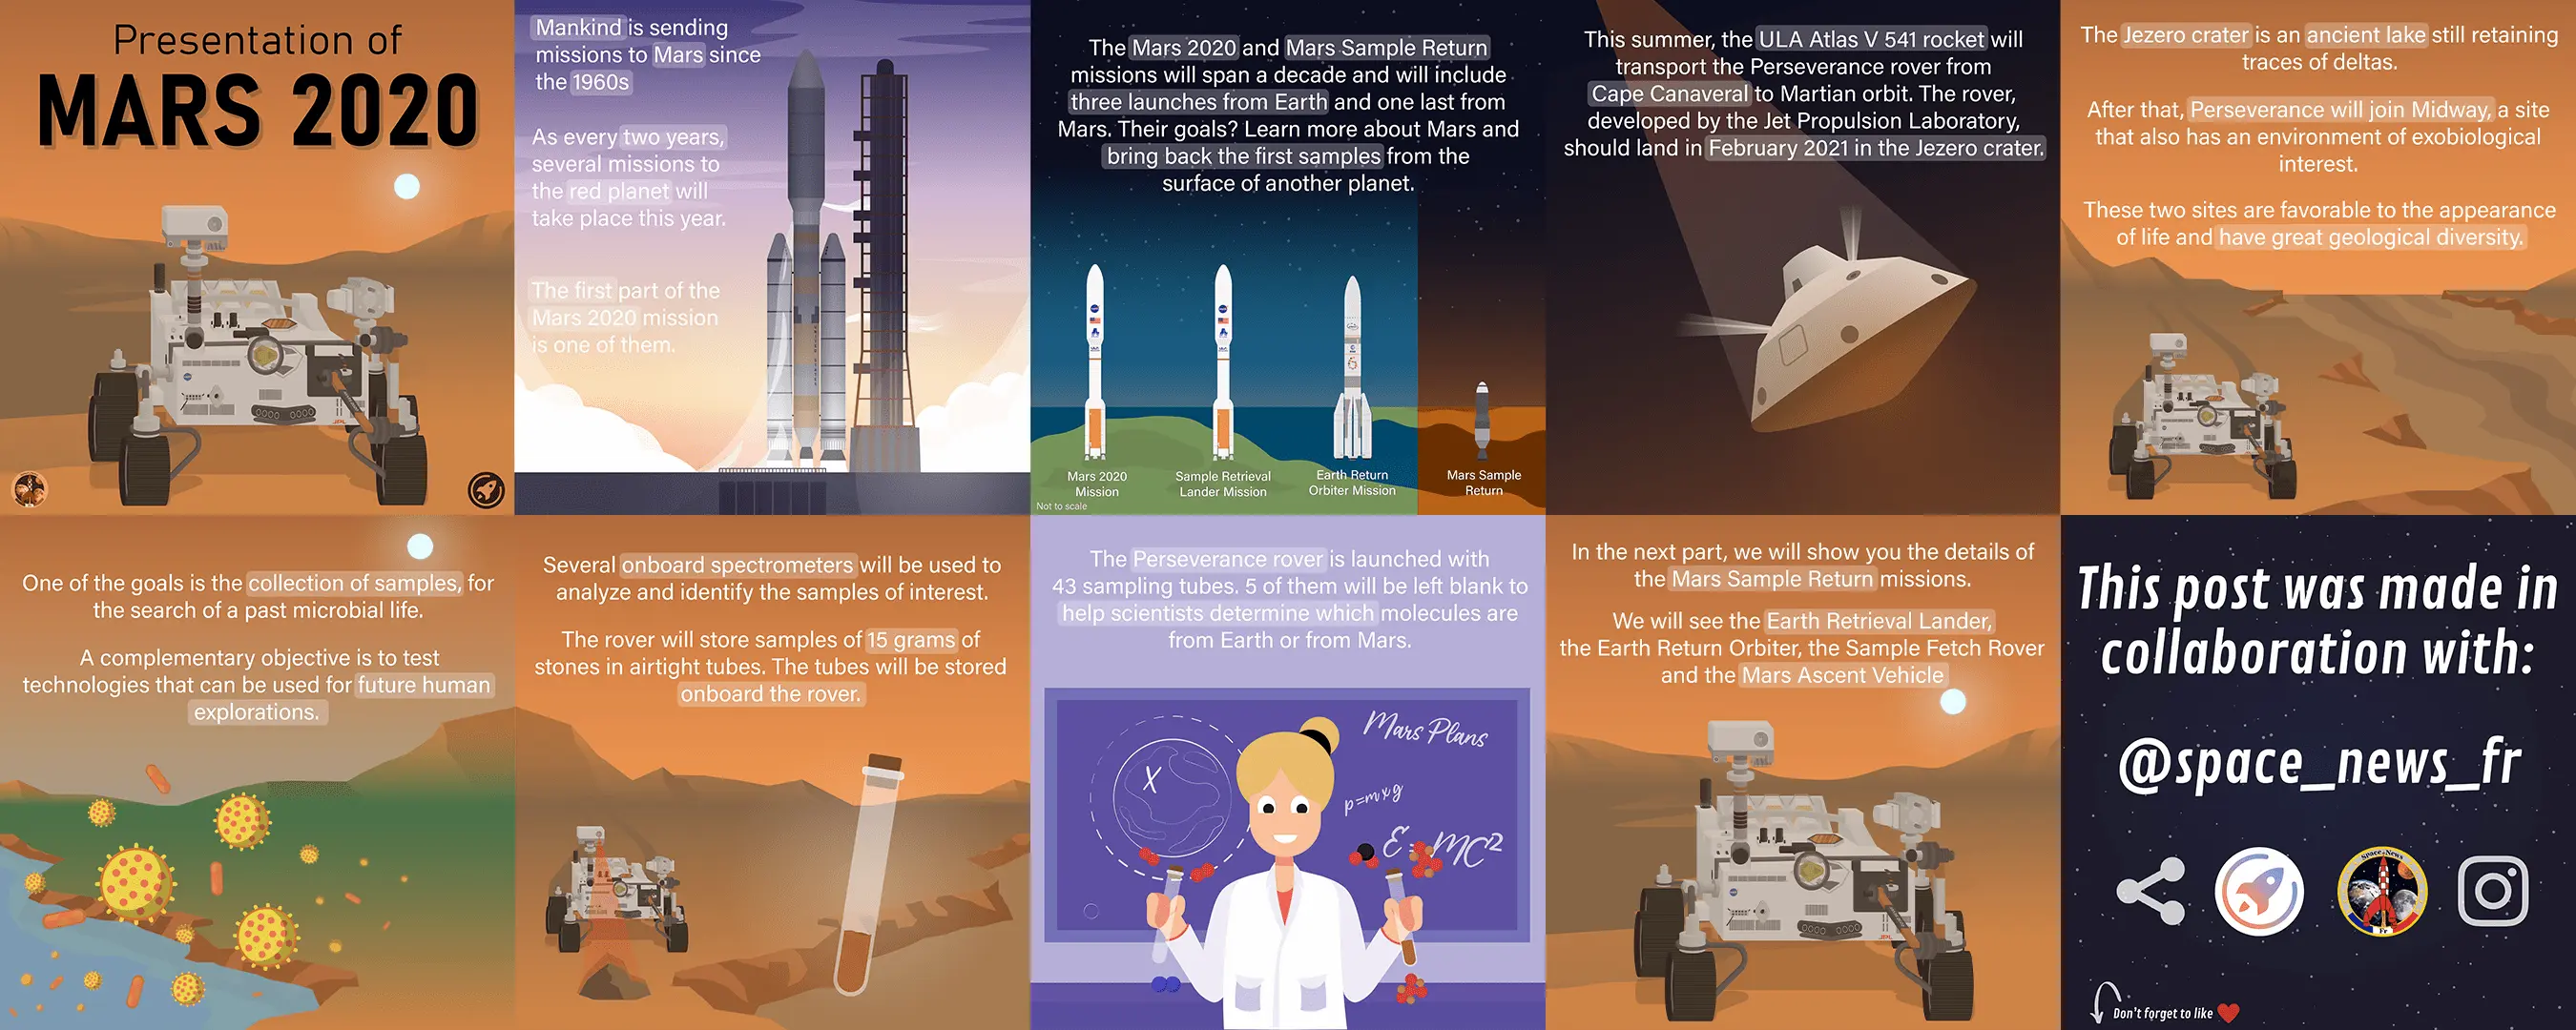 Presentation of
MARS 2020
Mankind is sending
missions to Mars since
the 1960s
As every two years,
several missions to
the red planet will
take place this year.
The first part of the
Mars 2020 mission
is one of them.
The Mars 2020 and Mars Sample Return
missions will span a decade and will include
three launches from Earth and one last from
Mars. Their goals? Learn more about Mars and
bring back the first samples from the
surface of another planet.
Mars 2020
Mission
Sample Retrieval
Lander Mission
Earth Return
Orbiter Mission
Mars Sample
Return
Not to scale
This summer, the ULA Atlas V 541 rocket will
transport the Perseverance rover from
Cape Canaveral to Martian orbit. The rover,
developed by the Jet Propulsion Laboratory,
should land in February 2021 in the Jezero crater.
The Jezero crater is an ancient lake still retaining
traces of deltas.
After that, Perseverance will join Midway, a site
that also has an environment of exobiological
interest.
These two sites are favorable to the appearance
of life and have great geological diversity.
One of the goals is the collection of samples, for
the search of a past microbial life.
A complementary objective is to test
technologies that can be used for future human
explorations.
Several onboard spectrometers will be used to
analyze and identify the samples of interest.
The rover will store samples of 15 grams of
stones in airtight tubes. The tubes will be stored
onboard the rover.
The Perseverance rover is launched with
43 sampling tubes. 5 of them will be left blank to
help scientists determine which molecules are
from Earth or from Mars.
Mars Plans
X
p=mxg
E=MC²
In the next part, we will show you the details of
the Mars Sample Return missions.
We will see the Earth Retrieval Lander,
the Earth Return Orbiter, the Sample Fetch Rover
and the Mars Ascent Vehicle
JPL
This post was made in
collaboration with:
@space_news_fr
Space News
Fr
Don't forget to like